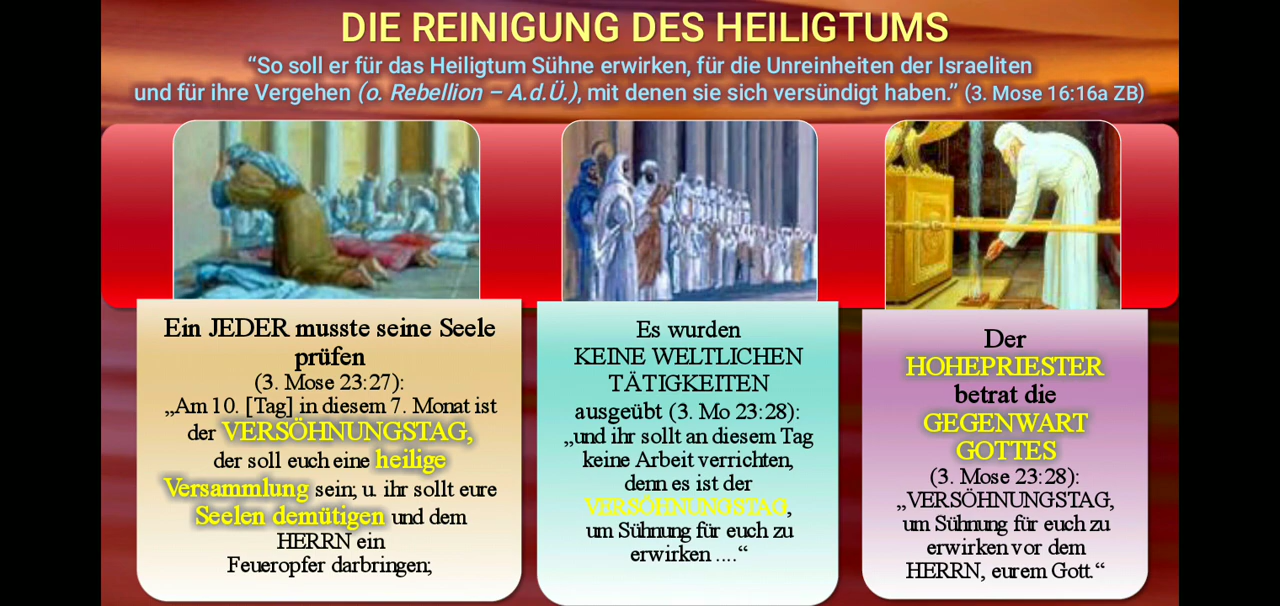 DIE REINIGUNG DES HEILIGTUMS
“So soll er für das Heiligtum Sühne erwirken, für die Unreinheiten der Israeliten
und für ihre Vergehen (o. Rebellion – A.d.Ü.), mit denen sie sich versündigt haben.” (3. Mose 16:16a ZB)
Ein JEDER musste seine Seele
prüfen
(3. Mose 23:27):
„Am 10. [Tag] in diesem 7. Monat ist
der VERSÖHNUNGSTAG,
der soll euch eine heilige
Versammlung sein; u. ihr sollt eure
Seelen demütigen und dem
HERRN ein
Feueropfer darbringen;
Es wurden
KEINE WELTLICHEN
TÄTIGKEITEN
ausgeübt (3. Mo 23:28):
„und ihr sollt an diesem Tag
keine Arbeit verrichten,
denn es ist der
VERSÖHNUNGSTAG,
um Sühnung für euch zu
erwirken ....“
Der
HOHEPRIESTER
betrat die
GEGENWART
GOTTES
(3. Mose 23:28):
„VERSÖHNUNGSTAG,
um Sühnung für euch zu
erwirken vor dem
HERRN, eurem Gott.“